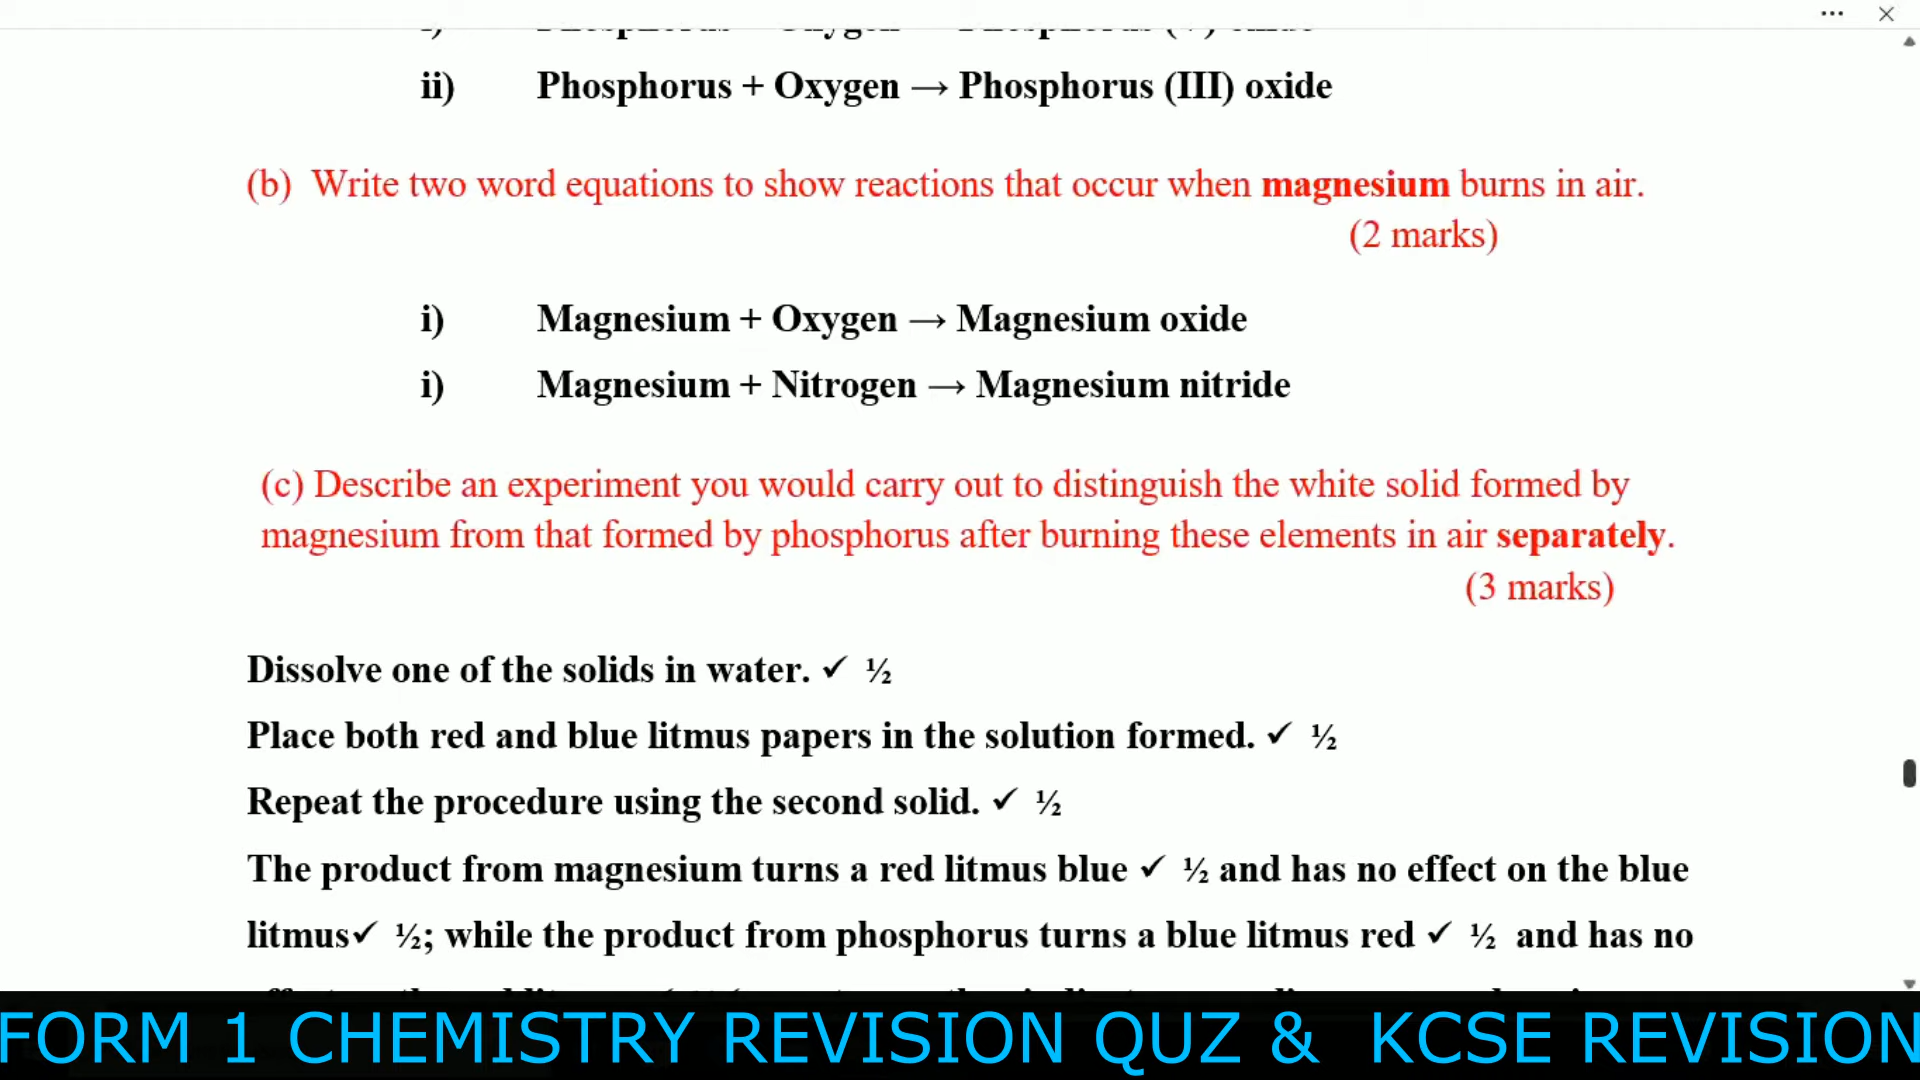 i) Phosphorus + Oxygen → Phosphorus (V) oxide
ii) Phosphorus + Oxygen → Phosphorus (III) oxide
(b) Write two word equations to show reactions that occur when magnesium burns in air.
(2 marks)
i) Magnesium + Oxygen → Magnesium oxide
i) Magnesium + Nitrogen → Magnesium nitride
(c) Describe an experiment you would carry out to distinguish the white solid formed by
magnesium from that formed by phosphorus after burning these elements in air separately.
(3 marks)
Dissolve one of the solids in water. ✓ ½
Place both red and blue litmus papers in the solution formed. ✓ ½
Repeat the procedure using the second solid. ✓ ½
The product from magnesium turns a red litmus blue ✓ ½ and has no effect on the blue
litmus✓ ½; while the product from phosphorus turns a blue litmus red ✓ ½ and has no
FORM 1 CHEMISTRY REVISION QUZ & KCSE REVISION